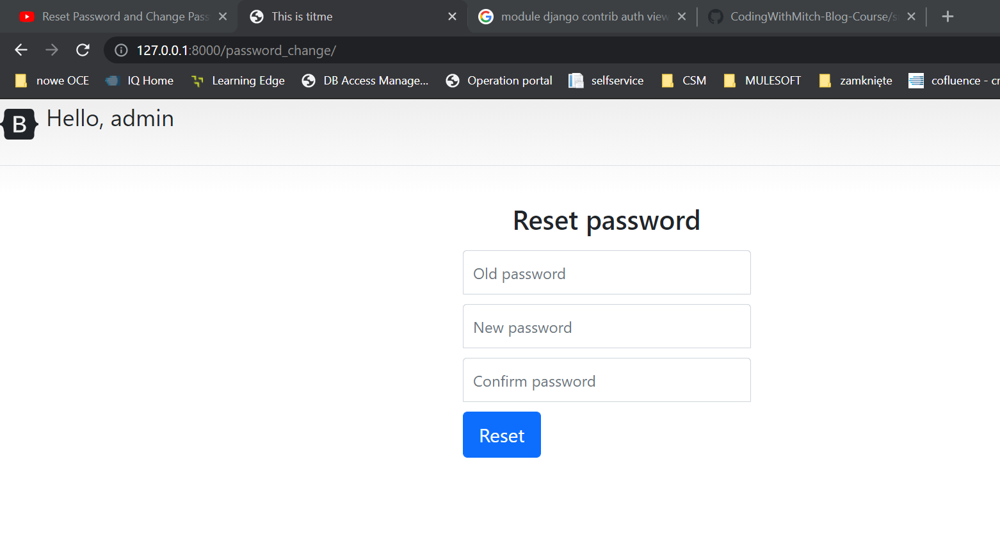 Reset Password and Change Pass
This is titme
module django contrib auth view
CodingWithMitch-Blog-Course/s
127.0.0.1:8000/password_change/
nowe OCE
IQ Home
Learning Edge
DB Access Manage...
Operation portal
selfservice
CSM
MULESOFT
zamknięte
cofluence - cr
B
Hello, admin
Reset password
Old password
New password
Confirm password
Reset